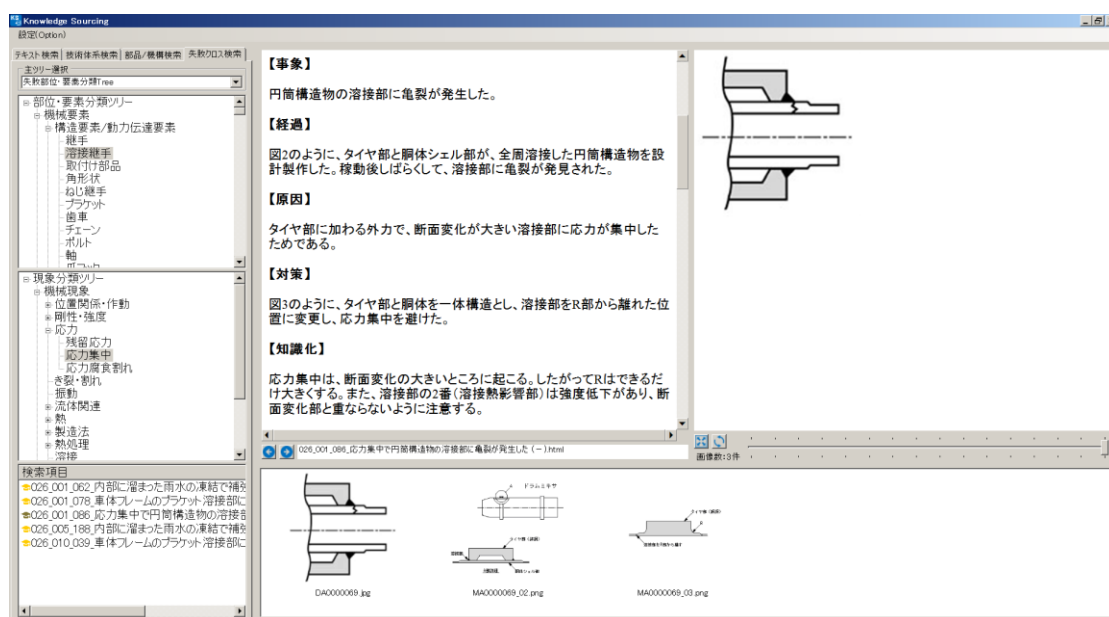 Knowledge Sourcing
設定(Option)
テキスト検索 技術体系検索 部品/機構検索 失敗クロス検索
主ツリー選択
失敗部位・要素分類Tree
部位・要素分類ツリー
機械要素
構造要素/動力伝達要素
継手
溶接継手
取付け部品
角形状
ねじ継手
ブラケット
歯車
チェーン
ボルト
軸
現象分類ツリー
機械現象
位置関係・作動
剛性・強度
応力
残留応力
応力集中
応力腐食割れ
き裂・割れ
振動
流体関連
熱
製造法
熱処理
溶接
検索項目
026_001_062_内部に溜まった雨水の凍結で補強
026_001_078_車体フレームのブラケット溶接部に
026_001_086_応力集中で円筒構造物の溶接部
026_005_188_内部に溜まった雨水の凍結で補強
026_010_039_車体フレームのブラケット溶接部に
【事象】
円筒構造物の溶接部に亀裂が発生した。
【経過】
図2のように、タイヤ部と胴体シェル部が、全周溶接した円筒構造物を設
計製作した。稼動後しばらくして、溶接部に亀裂が発見された。
【原因】
タイヤ部に加わる外力で、断面変化が大きい溶接部に応力が集中した
ためである。
【対策】
図3のように、タイヤ部と胴体を一体構造とし、溶接部をR部から離れた位
置に変更し、応力集中を避けた。
【知識化】
応力集中は、断面変化の大きいところに起こる。したがってRはできるだ
け大きくする。また、溶接部の2番(溶接熱影響部)は強度低下があり、断
面変化部と重ならないように注意する。
026_001_086_応力集中で円筒構造物の溶接部に亀裂が発生した (－).html
画像数:3件
A ドラムミキサ
タイヤ部 (鍛鋼)
R
DA0000069.jpg
MA0000069_02.png
MA0000069_03.png